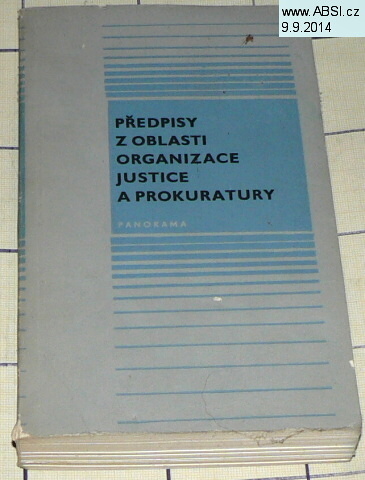 www.ABSI.cz
9.9.2014
PŘEDPISY
Z OBLASTI
ORGANIZACE
JUSTICE
A PROKURATURY
PANORAMA